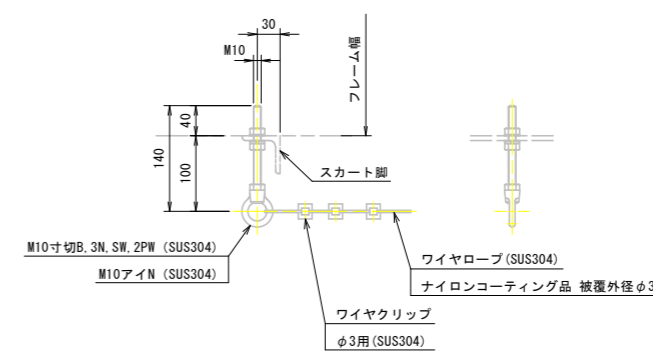 30
M10
フレーム幅
40
140
100
スカート脚
M10寸切B, 3N, SW, 2PW (SUS304)
M10アイN (SUS304)
ワイヤロープ(SUS304)
ナイロンコーティング品 被覆外径φ3
ワイヤクリップ
φ3用(SUS304)